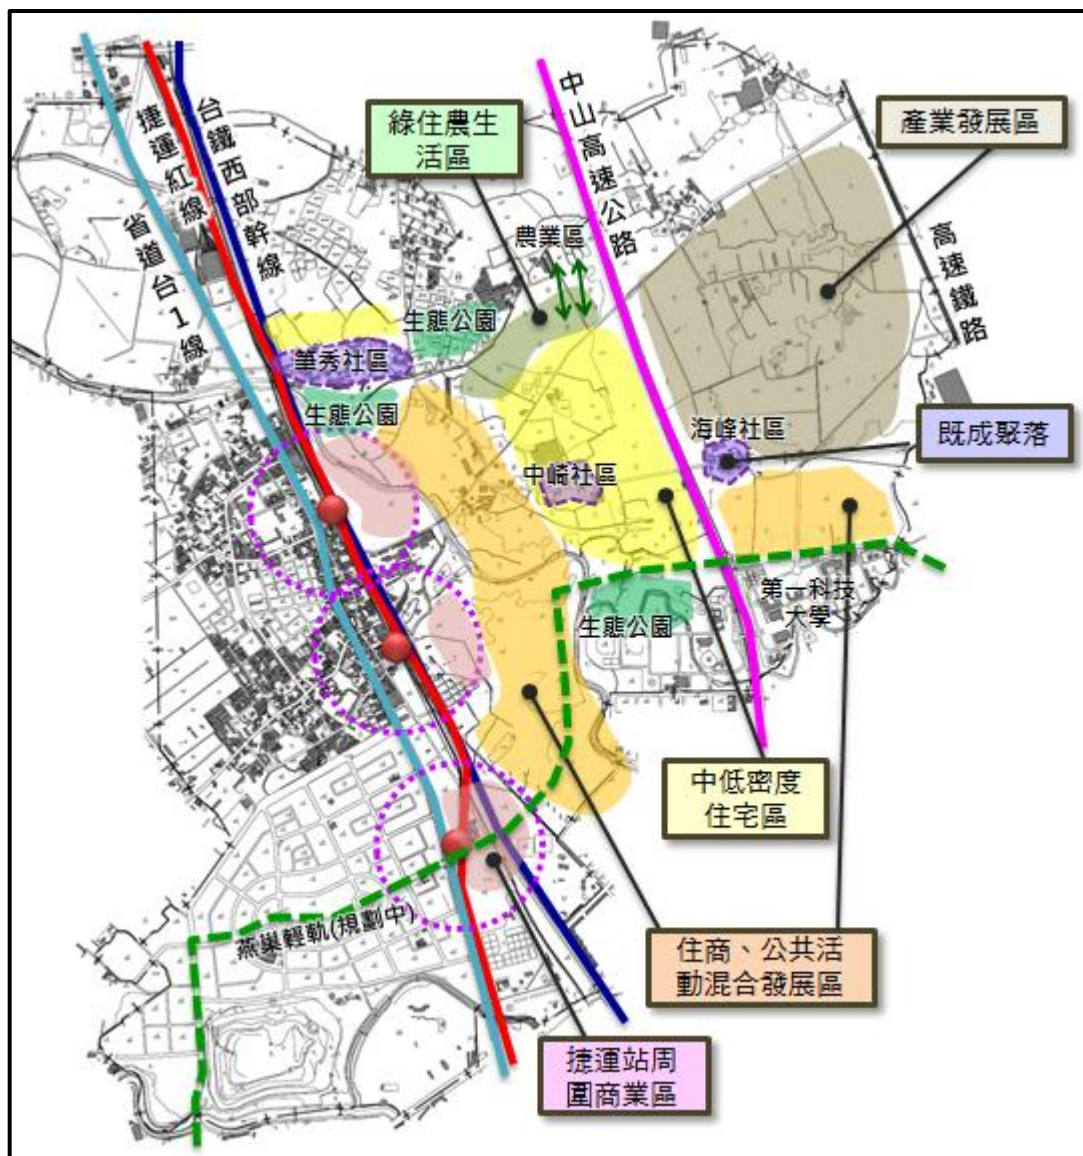 台鐵西部幹線
捷運紅線
省道台1線
中山高速公路
高速鐵路
綠住農生
活區
產業發展區
農業區
生態公園
筆秀社區
生態公園
海峰社區
既成聚落
中崎社區
第一科技
大學
生態公園
中低密度
住宅區
燕巢輕軌(規劃中)
住商、公共活
動混合發展區
捷運站周
圍商業區